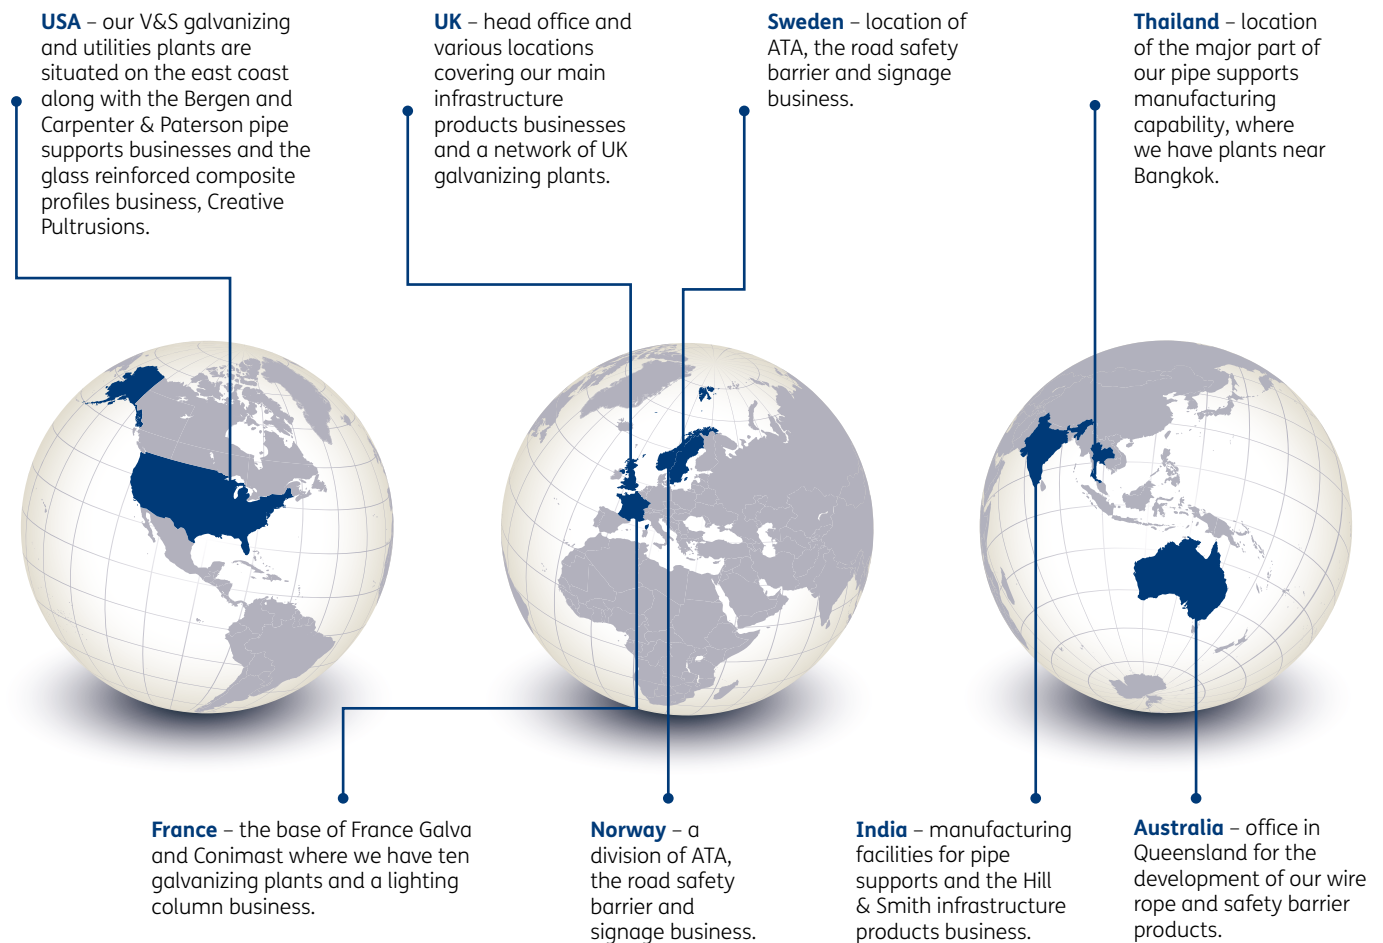 USA – our V&S galvanizing
and utilities plants are
situated on the east coast
along with the Bergen and
Carpenter & Paterson pipe
supports businesses and the
glass reinforced composite
profiles business, Creative
Pultrusions.
UK – head office and
various locations
covering our main
infrastructure
products businesses
and a network of UK
galvanizing plants.
Sweden – location of
ATA, the road safety
barrier and signage
business.
Thailand – location
of the major part of
our pipe supports
manufacturing
capability, where
we have plants near
Bangkok.
France – the base of France Galva
and Conimast where we have ten
galvanizing plants and a lighting
column business.
Norway – a
division of ATA,
the road safety
barrier and
signage business.
India – manufacturing
facilities for pipe
supports and the Hill
& Smith infrastructure
products business.
Australia – office in
Queensland for the
development of our wire
rope and safety barrier
products.